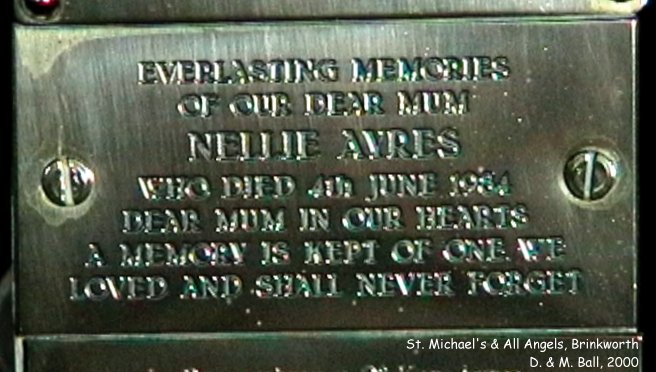 EVERLASTING MEMORIES
OF OUR DEAR MUM
NELLIE AYRES
WHO DIED 4th JUNE 1984
DEAR MUM IN OUR HEARTS
A MEMORY IS KEPT OF ONE WE
LOVED AND SHALL NEVER FORGET
St. Michael's & All Angels, Brinkworth
D. & M. Ball, 2000